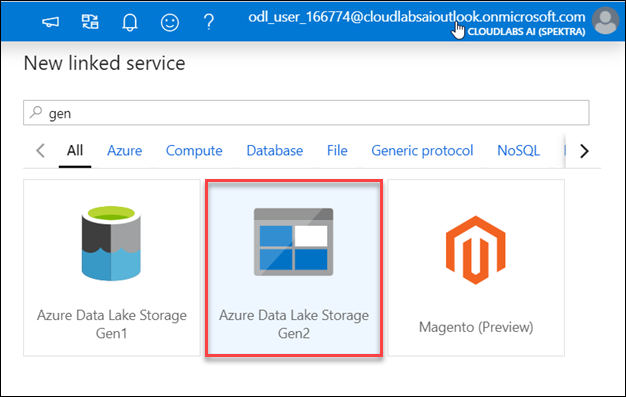 odl_user_166774@cloudlabsaioutlook.onmicrosoft.com
CLOUDLABS AI (SPEKTRA)
New linked service
gen
All Azure Compute Database File Generic protocol NoSQL
Azure Data Lake Storage
Gen1
Azure Data Lake Storage
Gen2
Magento (Preview)